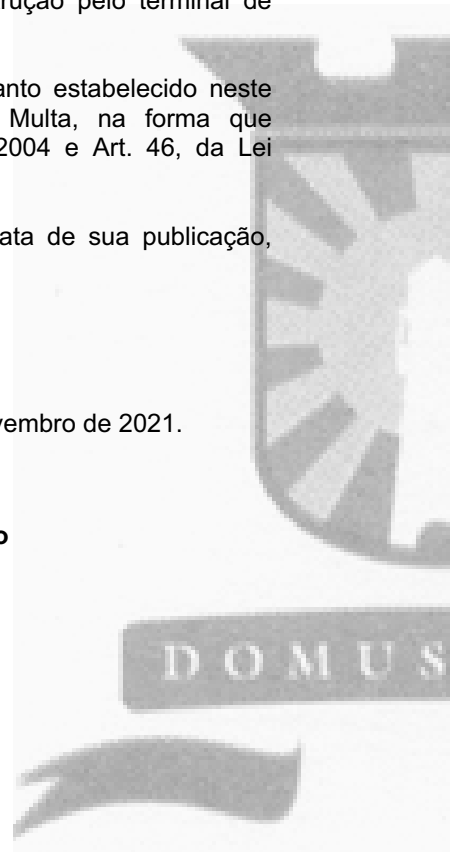 rução pelo terminal de
anto estabelecido neste
Multa, na forma que
2004 e Art. 46, da Lei
ata de sua publicação,
vembro de 2021.
o
DOMUS